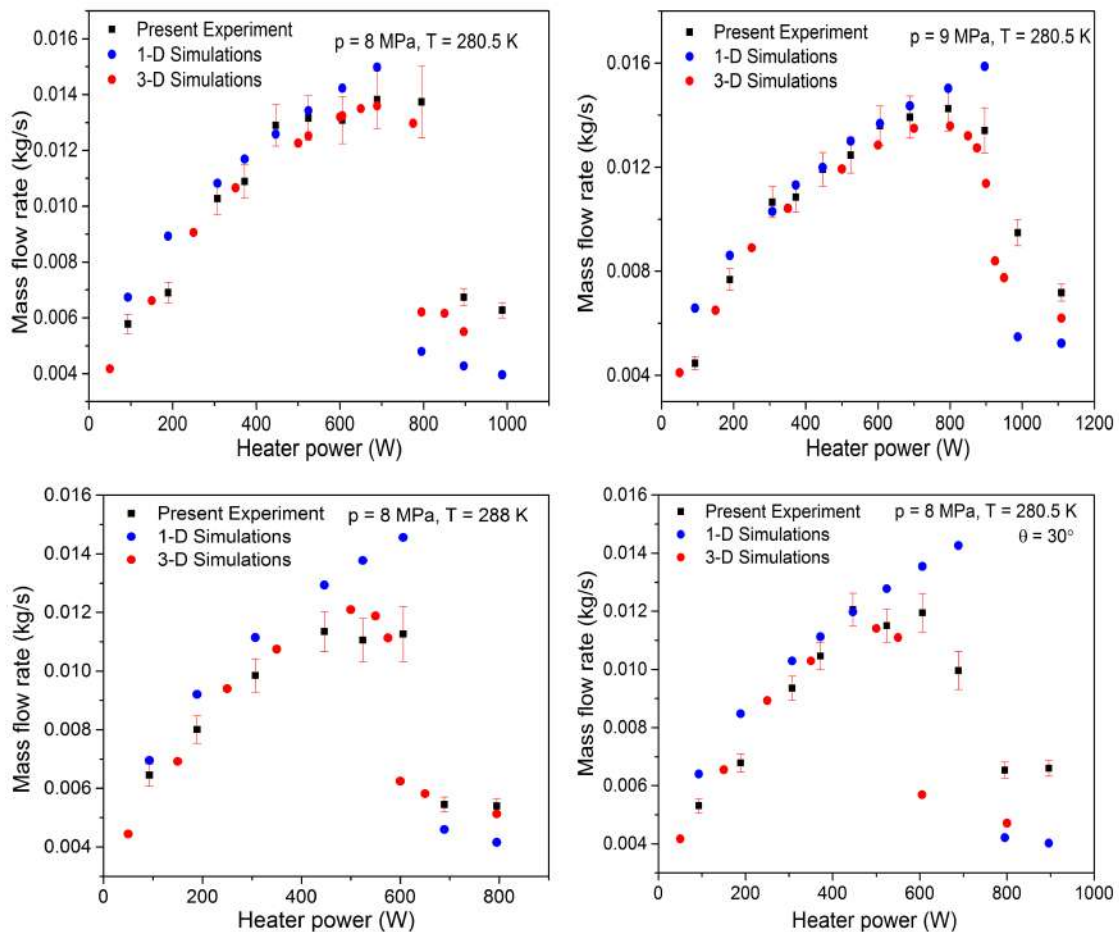 0.016
0.014
0.012
0.010
0.008
0.006
0.004
Mass flow rate (kg/s)
Present Experiment
1-D Simulations
3-D Simulations
p = 8 MPa, T = 280.5 K
0 200 400 600 800 1000
Heater power (W)
0.016
0.012
0.008
0.004
Mass flow rate (kg/s)
Present Experiment
1-D Simulations
3-D Simulations
p = 9 MPa, T = 280.5 K
0 200 400 600 800 1000 1200
Heater power (W)
0.016
0.014
0.012
0.010
0.008
0.006
0.004
Mass flow rate (kg/s)
Present Experiment
1-D Simulations
3-D Simulations
p = 8 MPa, T = 288 K
0 200 400 600 800
Heater power (W)
0.016
0.014
0.012
0.010
0.008
0.006
0.004
Mass flow rate (kg/s)
Present Experiment
1-D Simulations
3-D Simulations
p = 8 MPa, T = 280.5 K
θ = 30°
0 200 400 600 800 1000
Heater power (W)